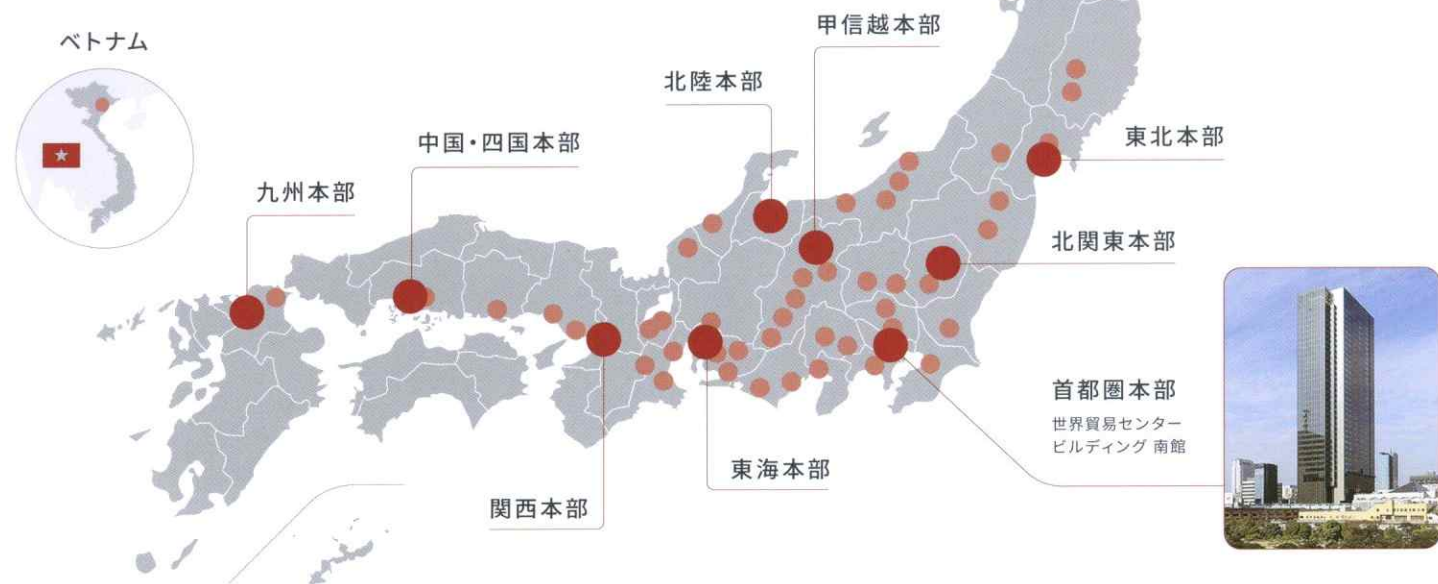 ベトナム
甲信越本部
北陸本部
中国・四国本部
東北本部
九州本部
北関東本部
首都圏本部
世界貿易センター
ビルディング 南館
東海本部
関西本部